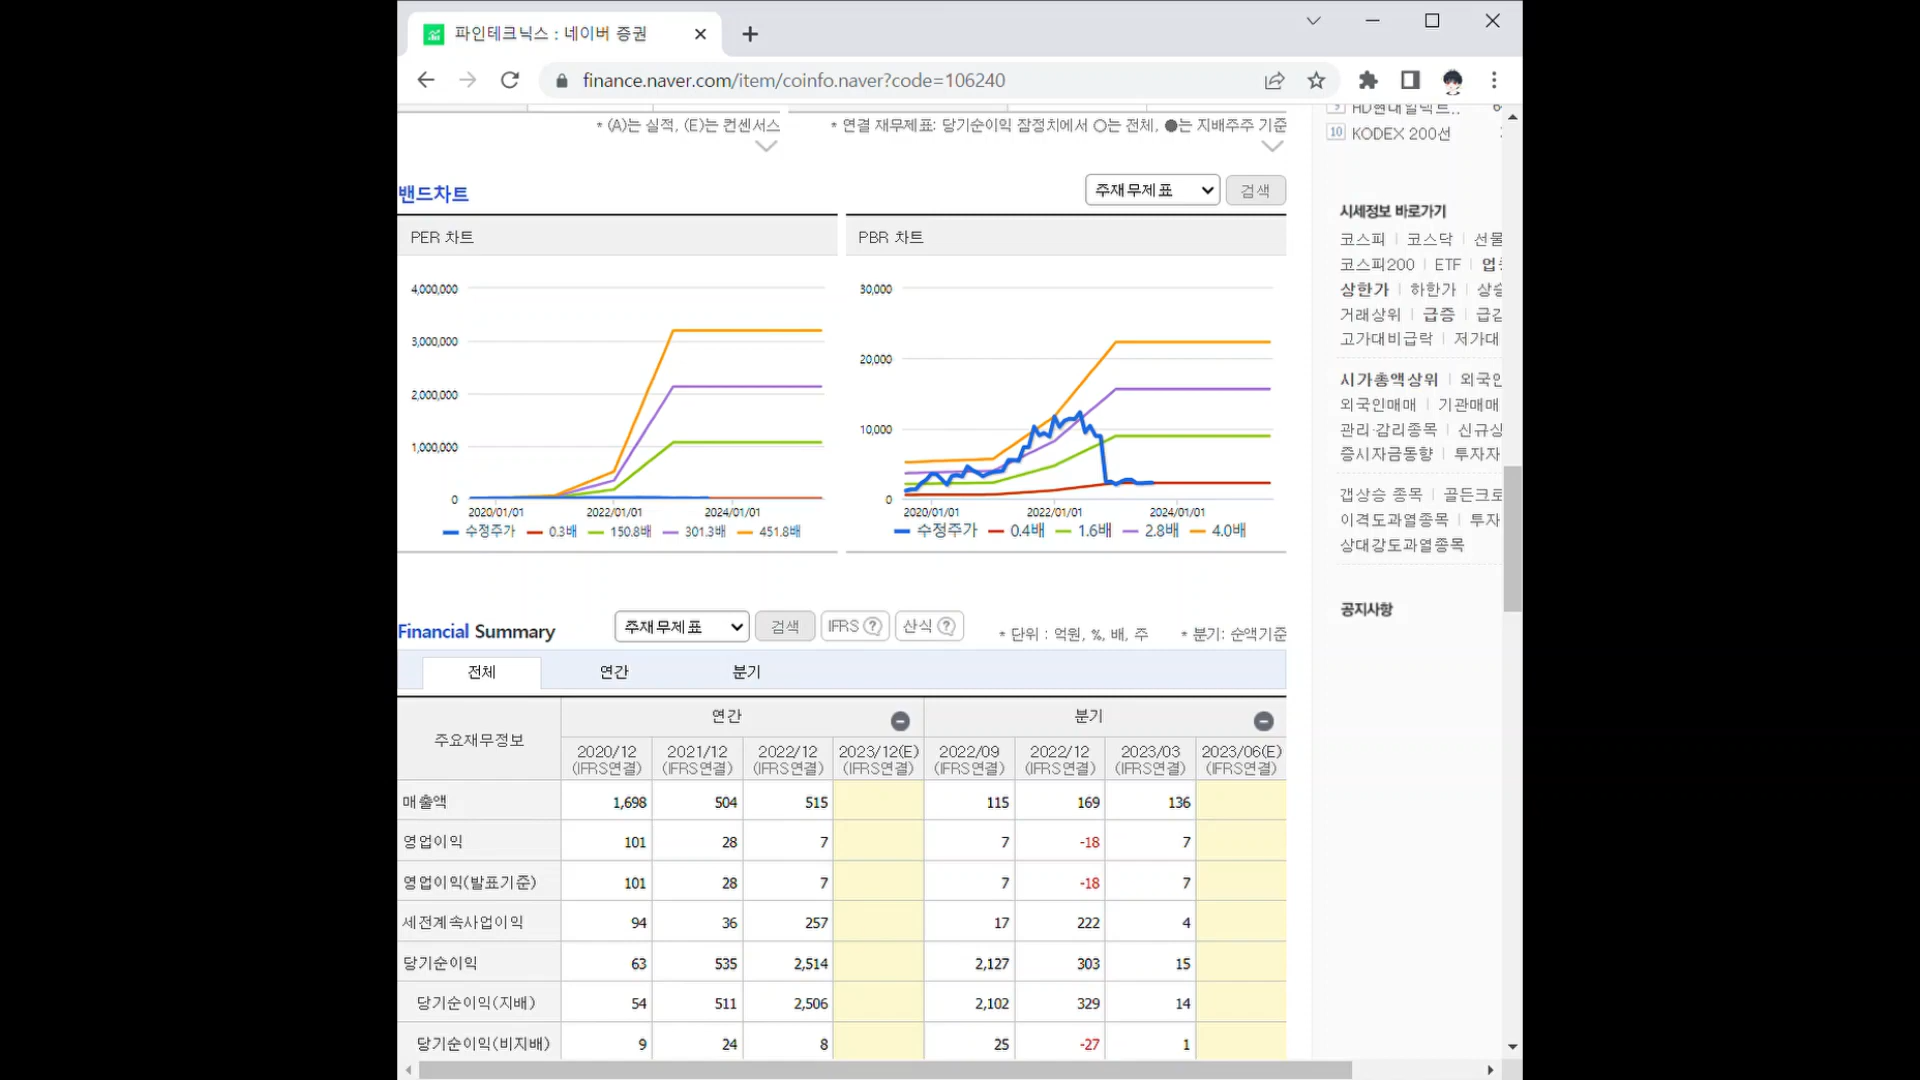 파인테크닉스 : 네이버 증권
finance.naver.com/item/coinfo.naver?code=106240
* (A)는 실적, (E)는 컨센서스
* 연결 재무제표: 당기순이익 잠정치에서 ○는 전체, ●는 지배주주 기준
밴드차트
주재무제표
검색
PER 차트
4,000,000
3,000,000
2,000,000
1,000,000
0
2020/01/01 2022/01/01 2024/01/01
수정주가 0.3배 150.8배 301.3배 451.8배
PBR 차트
30,000
20,000
10,000
0
2020/01/01 2022/01/01 2024/01/01
수정주가 0.4배 1.6배 2.8배 4.0배
Financial Summary
주재무제표
검색
IFRS ?
산식 ?
* 단위 : 억원, %, 배, 주 * 분기: 순액기준
전체 연간 분기
주요재무정보 연간 분기
2020/12 2021/12 2022/12 2023/12(E) 2022/09 2022/12 2023/03 2023/06(E)
(IFRS연결) (IFRS연결) (IFRS연결) (IFRS연결) (IFRS연결) (IFRS연결) (IFRS연결) (IFRS연결)
매출액 1,698 504 515 115 169 136
영업이익 101 28 7 7 -18 7
영업이익(발표기준) 101 28 7 7 -18 7
세전계속사업이익 94 36 257 17 222 4
당기순이익 63 535 2,514 2,127 303 15
당기순이익(지배) 54 511 2,506 2,102 329 14
당기순이익(비지배) 9 24 8 25 -27 1
9 HD현대일렉트..
10 KODEX 200선
시세정보 바로가기
코스피 코스닥 선물
코스피200 ETF
상한가 하한가
거래상위 급증
고가대비급락
시가총액상위
외국인매매 기관매매
관리·감리종목
증시자금동향
갭상승 종목
이격도과열종목
상대강도과열종목
공지사항